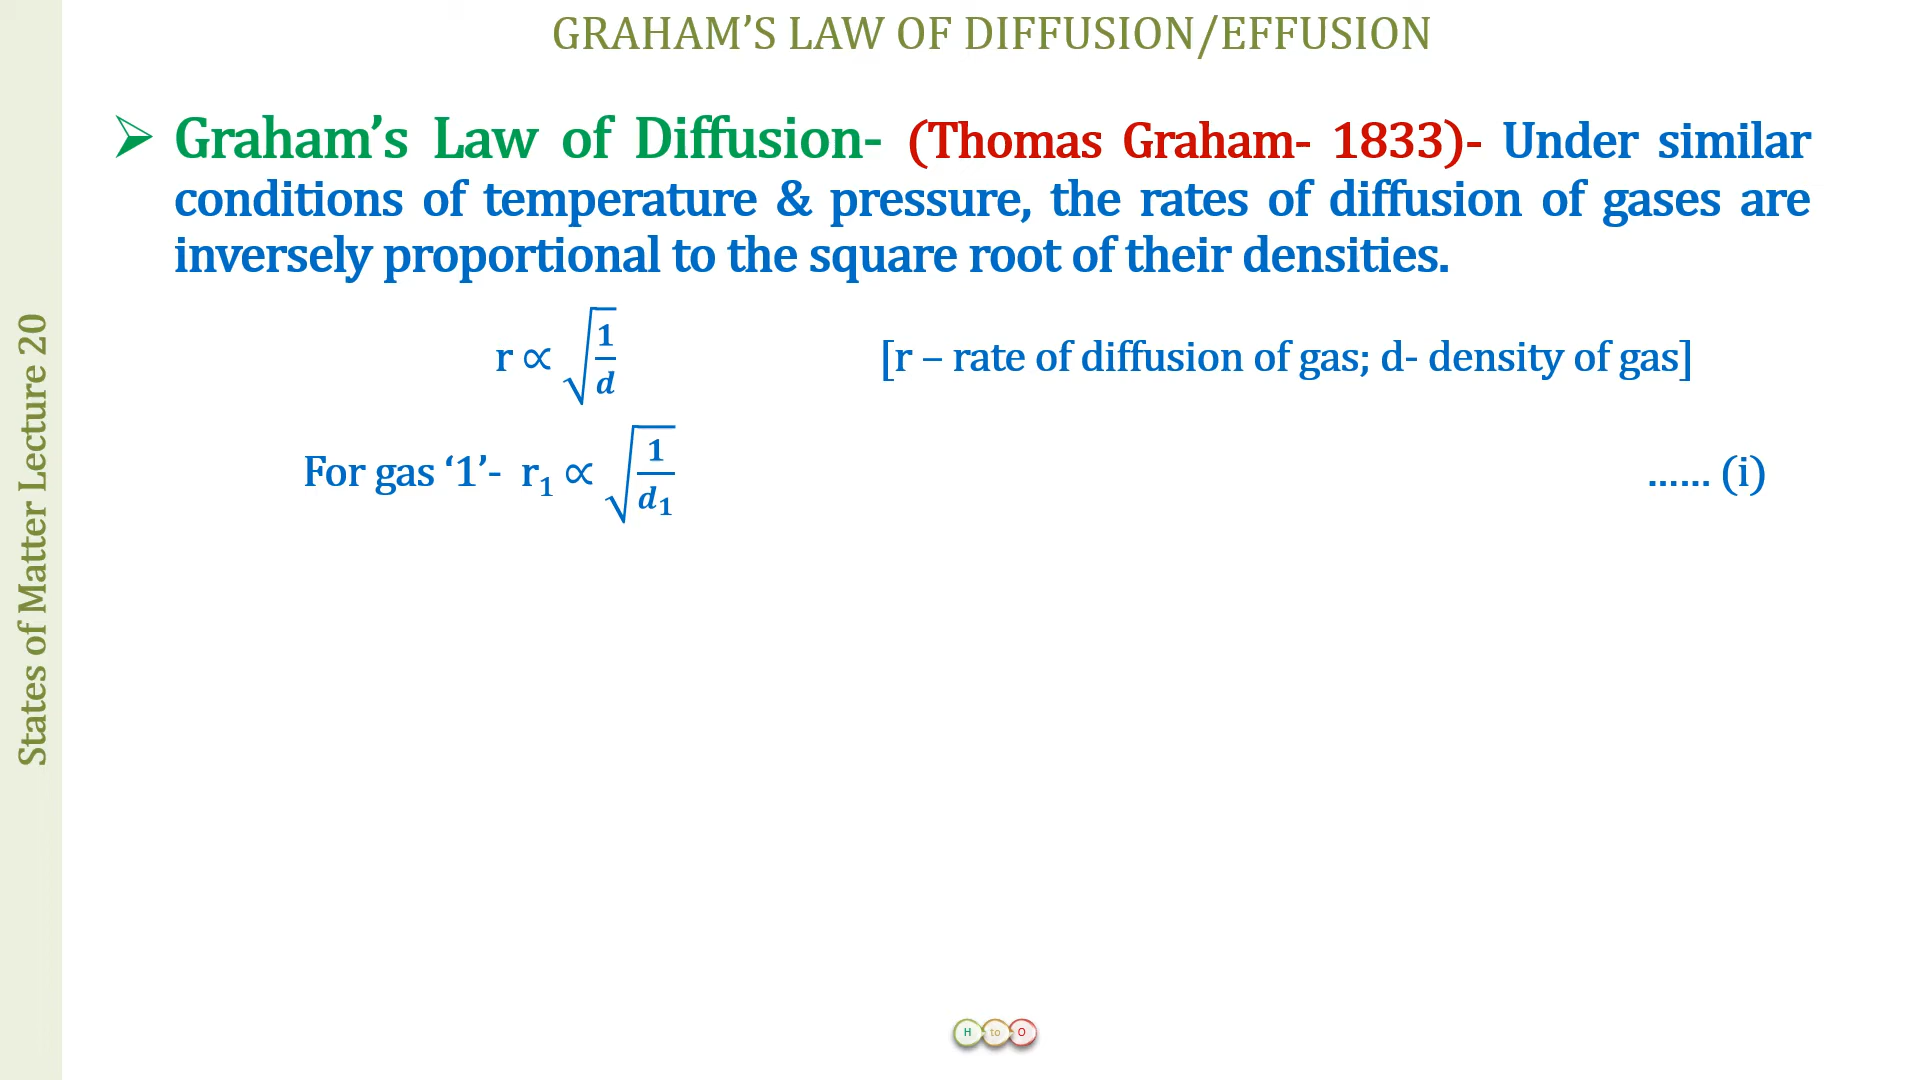 GRAHAM’S LAW OF DIFFUSION/EFFUSION
➢ Graham’s Law of Diffusion- (Thomas Graham- 1833)- Under similar
conditions of temperature & pressure, the rates of diffusion of gases are
inversely proportional to the square root of their densities.
r ∝ √(1/d) [r – rate of diffusion of gas; d- density of gas]
For gas ‘1’- r₁ ∝ √(1/d₁) …… (i)
States of Matter Lecture 20
H to O